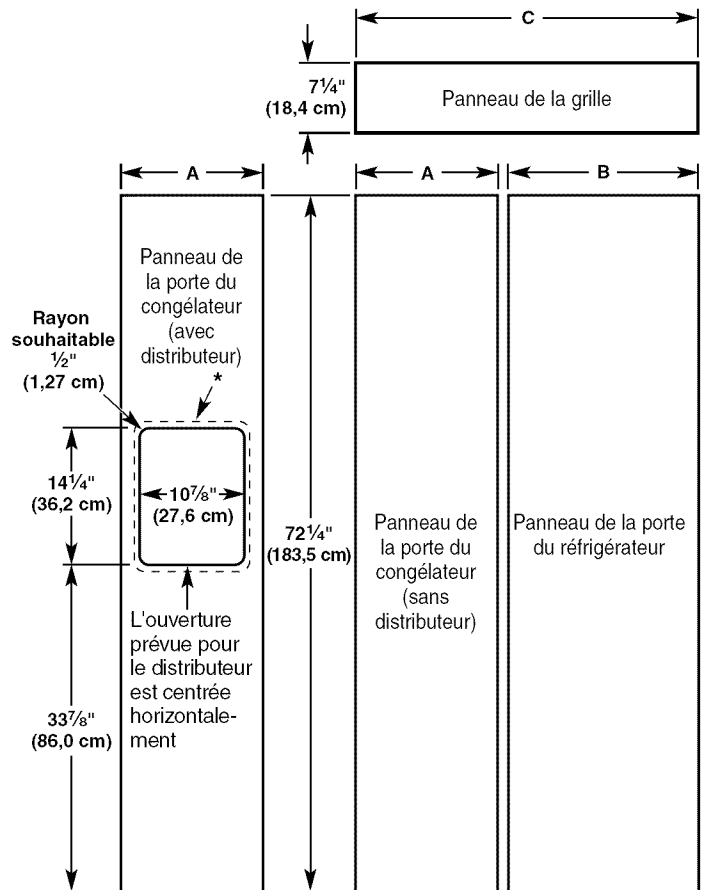 C
7¼"
(18,4 cm)
Panneau de la grille
A
A
B
Panneau de
la porte du
congélateur
(avec
distributeur)
*
Rayon
souhaitable
½"
(1,27 cm)
14¼"
(36,2 cm)
10⅞"
(27,6 cm)
72¼"
(183,5 cm)
Panneau de
la porte du
congélateur
(sans
distributeur)
Panneau de la porte
du réfrigérateur
L'ouverture
prévue pour
le distributeur
est centrée
horizontale-
ment
33⅞"
(86,0 cm)